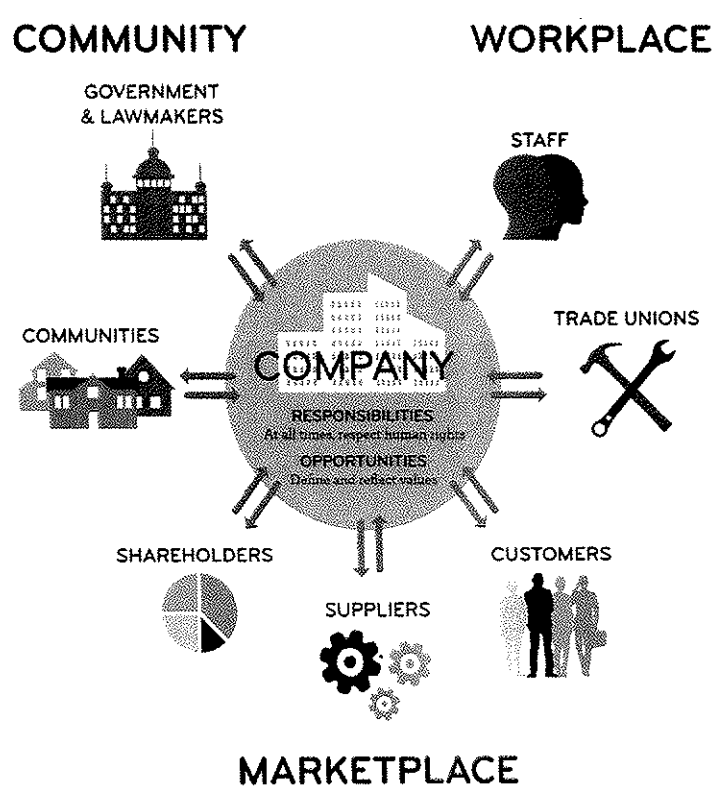 COMMUNITY
WORKPLACE
GOVERNMENT
& LAWMAKERS
STAFF
COMMUNITIES
TRADE UNIONS
COMPANY
RESPONSIBILITIES
At all times, respect human rights
OPPORTUNITIES
Define and reflect values
SHAREHOLDERS
CUSTOMERS
SUPPLIERS
MARKETPLACE